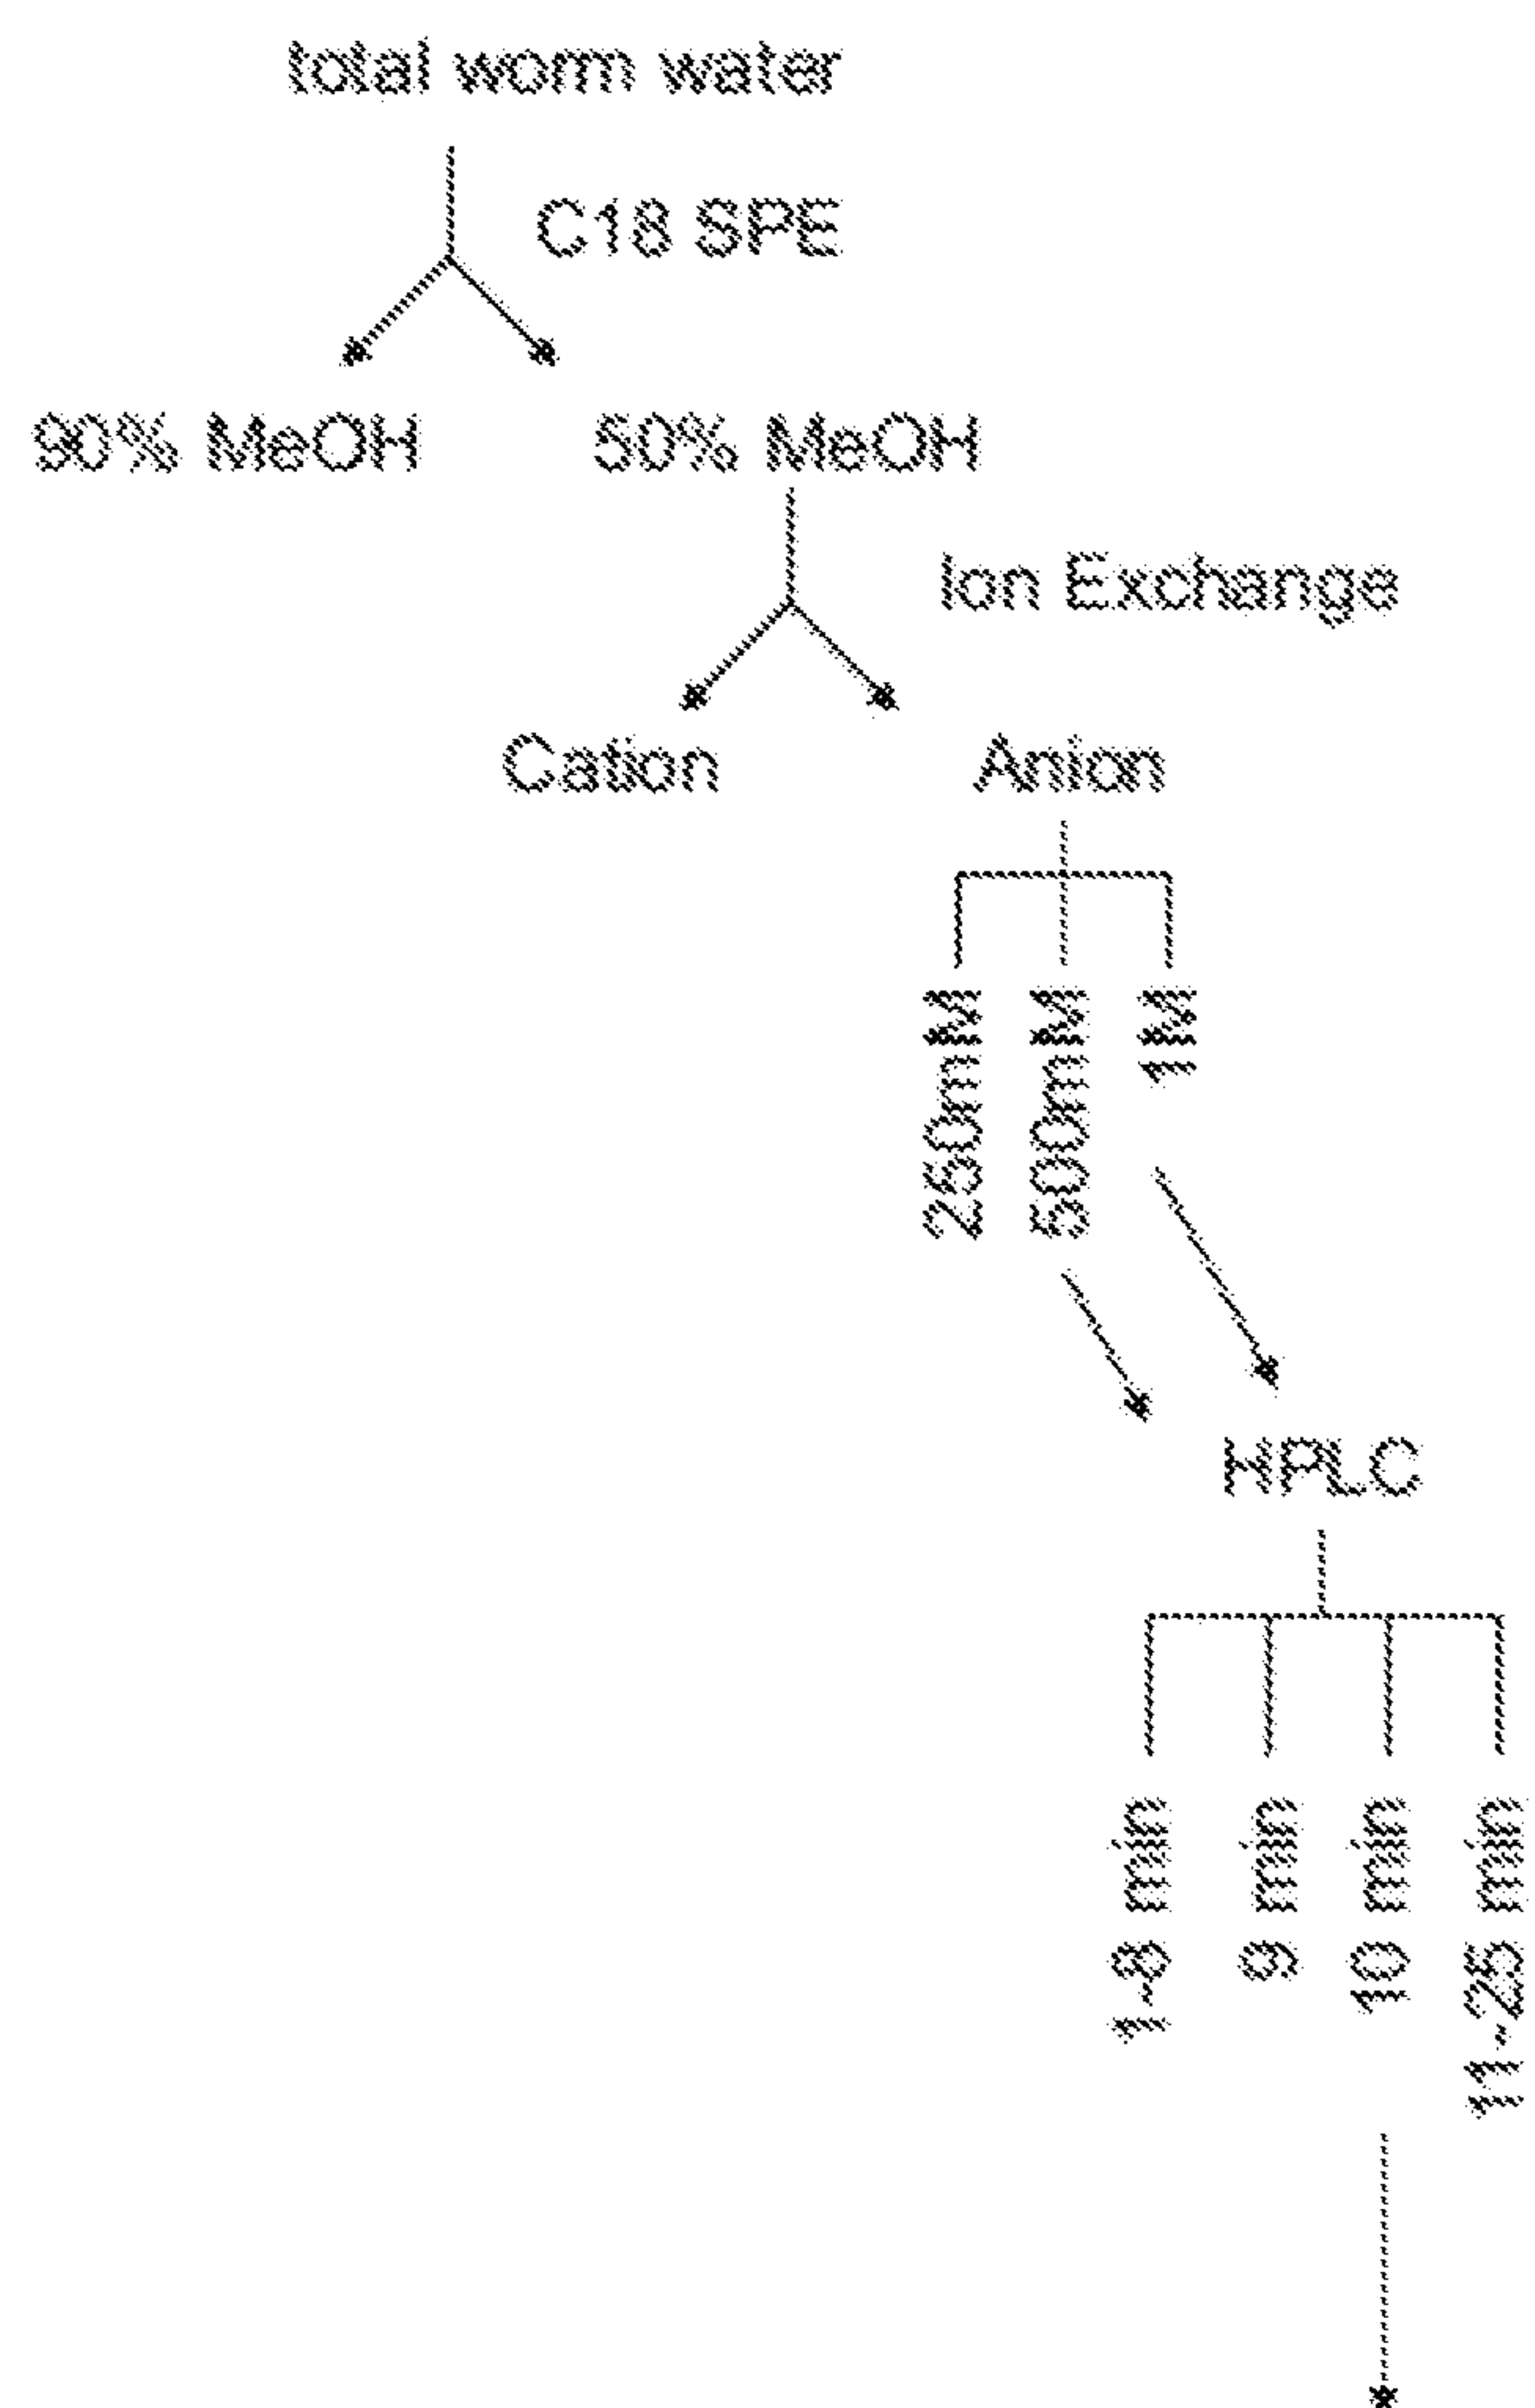 total worm water
C18 SPE
90% MeOH
50% MeOH
Ion Exchange
Cation
Anion
250mM
500mM
1M
HPLC
1-8 min
9 min
10 min
11-25 min